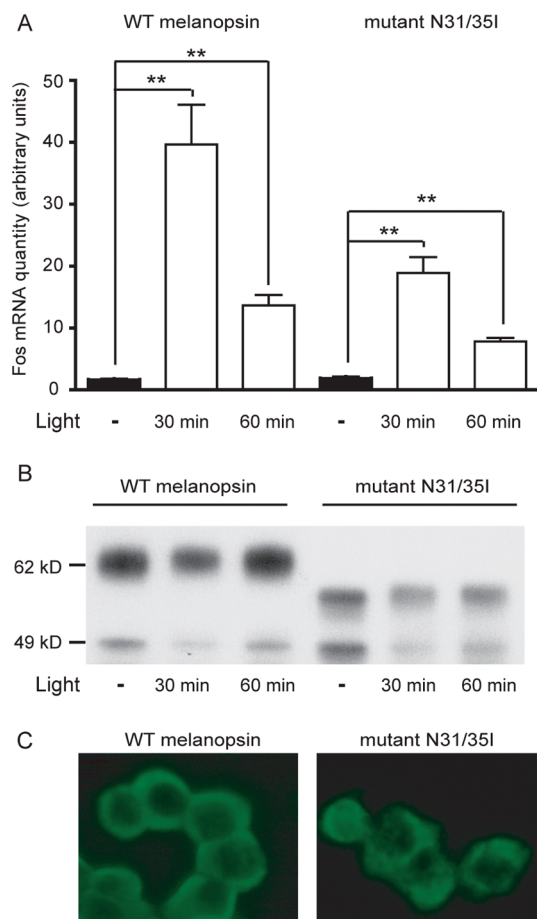 A
WT melanopsin mutant N31/35I
Fos mRNA quantity (arbitrary units)
50
40
30
20
10
0
**
**
**
**
Light - 30 min 60 min - 30 min 60 min
B
WT melanopsin mutant N31/35I
62 kD
49 kD
Light - 30 min 60 min - 30 min 60 min
C
WT melanopsin mutant N31/35I